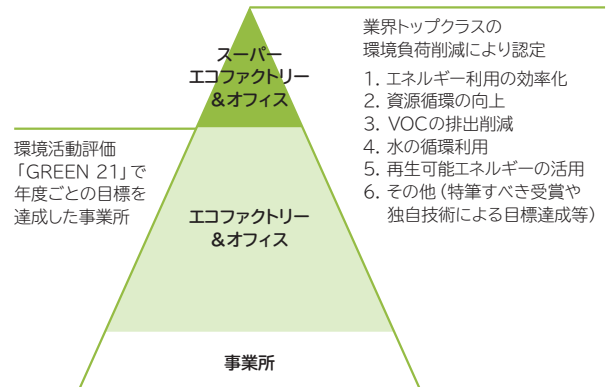 スーパー
エコファクトリー
&オフィス
業界トップクラスの
環境負荷削減により認定
1. エネルギー利用の効率化
2. 資源循環の向上
3. VOCの排出削減
4. 水の循環利用
5. 再生可能エネルギーの活用
6. その他(特筆すべき受賞や
独自技術による目標達成等)
環境活動評価
「GREEN 21」で
年度ごとの目標を
達成した事業所
エコファクトリー
&オフィス
事業所